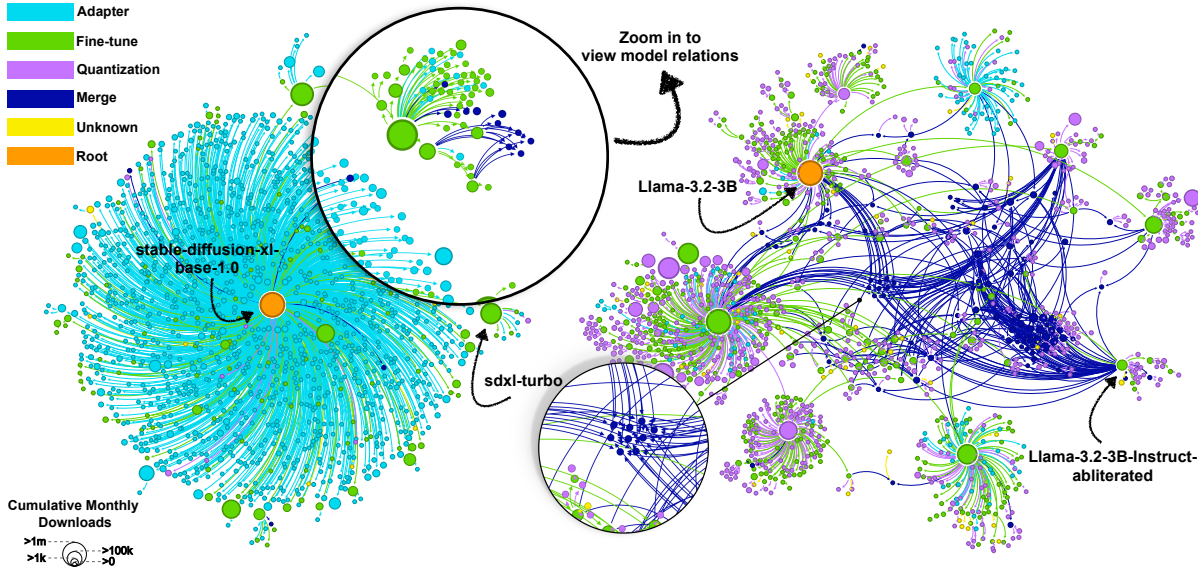 Adapter
Fine-tune
Quantization
Merge
Unknown
Root
Zoom in to
view model relations
stable-diffusion-xl-
base-1.0
sdxl-turbo
Llama-3.2-3B
Llama-3.2-3B-Instruct-
abliterated
Cumulative Monthly
Downloads
>1m
>100k
>1k
>0